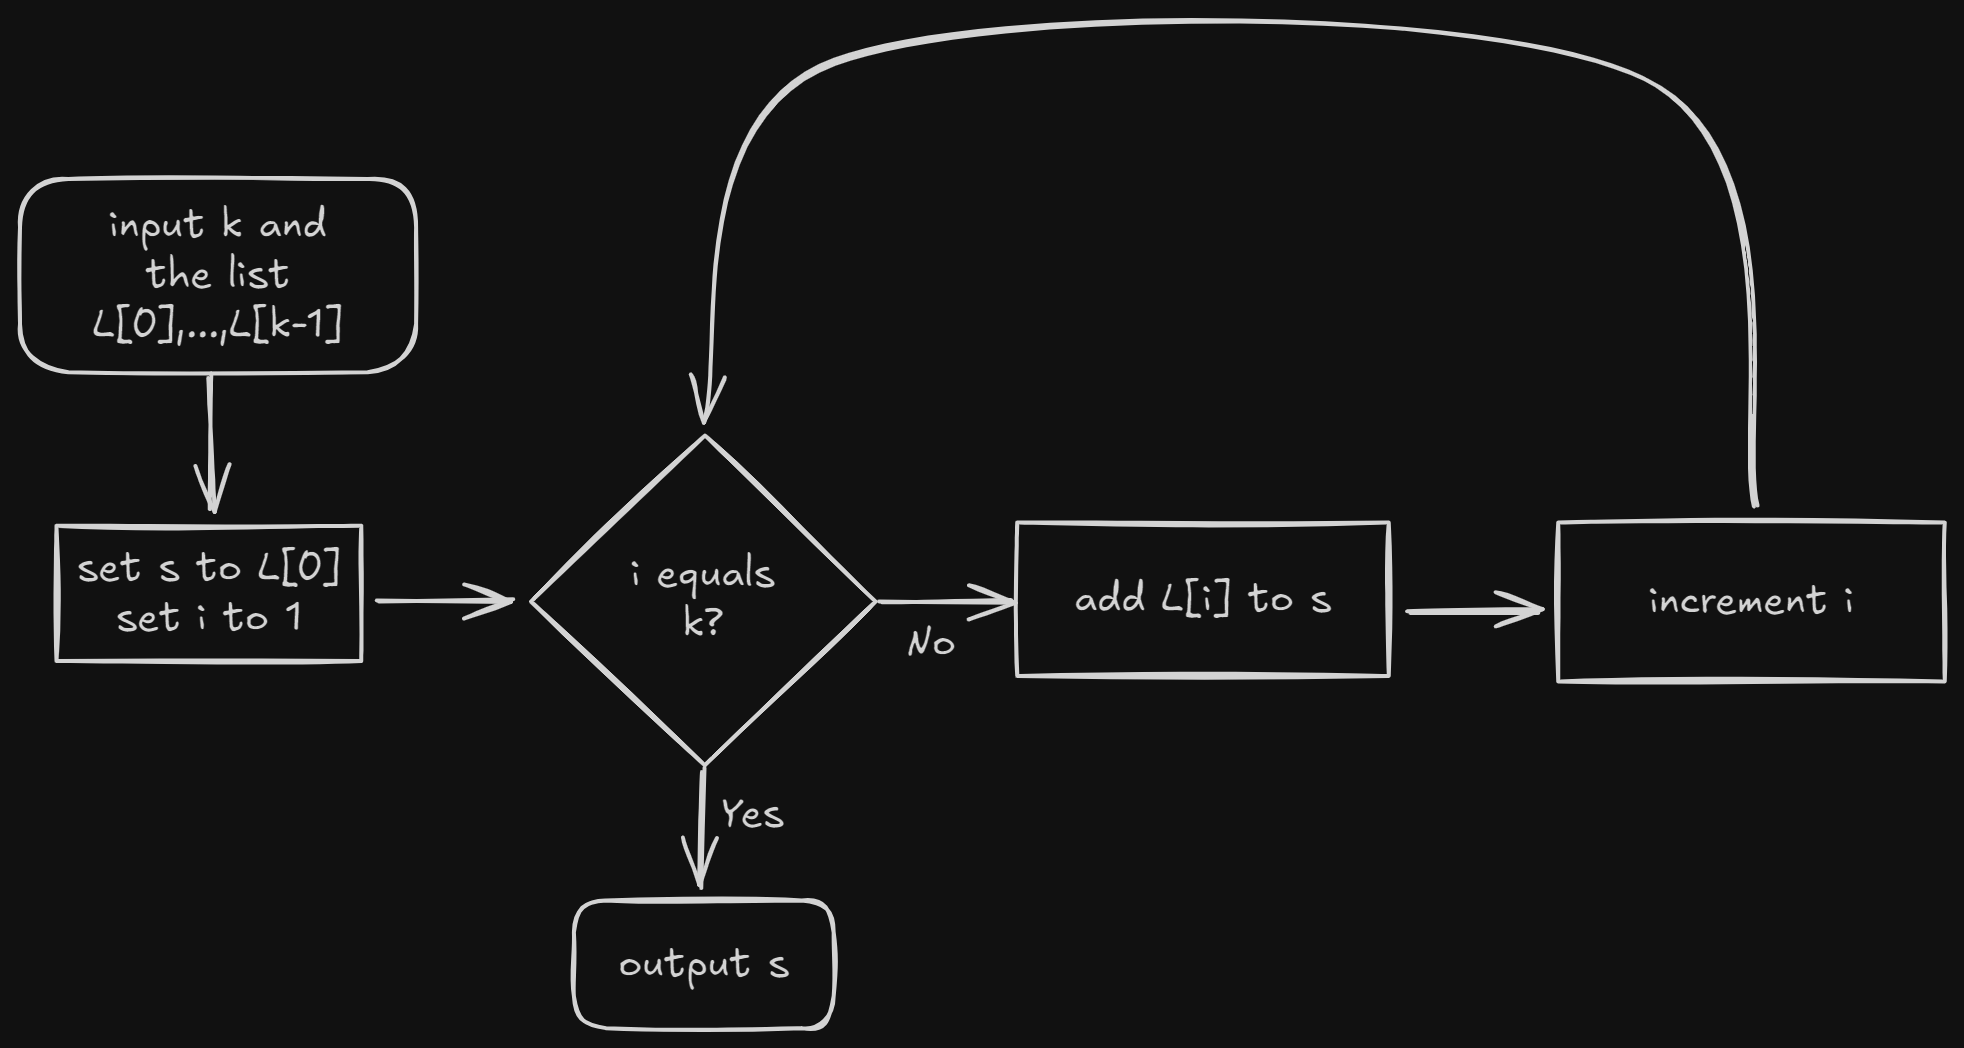 input k and
the list
L[0],...,L[k-1]
set s to L[0]
set i to 1
i equals
k?
No
add L[i] to s
increment i
Yes
output s